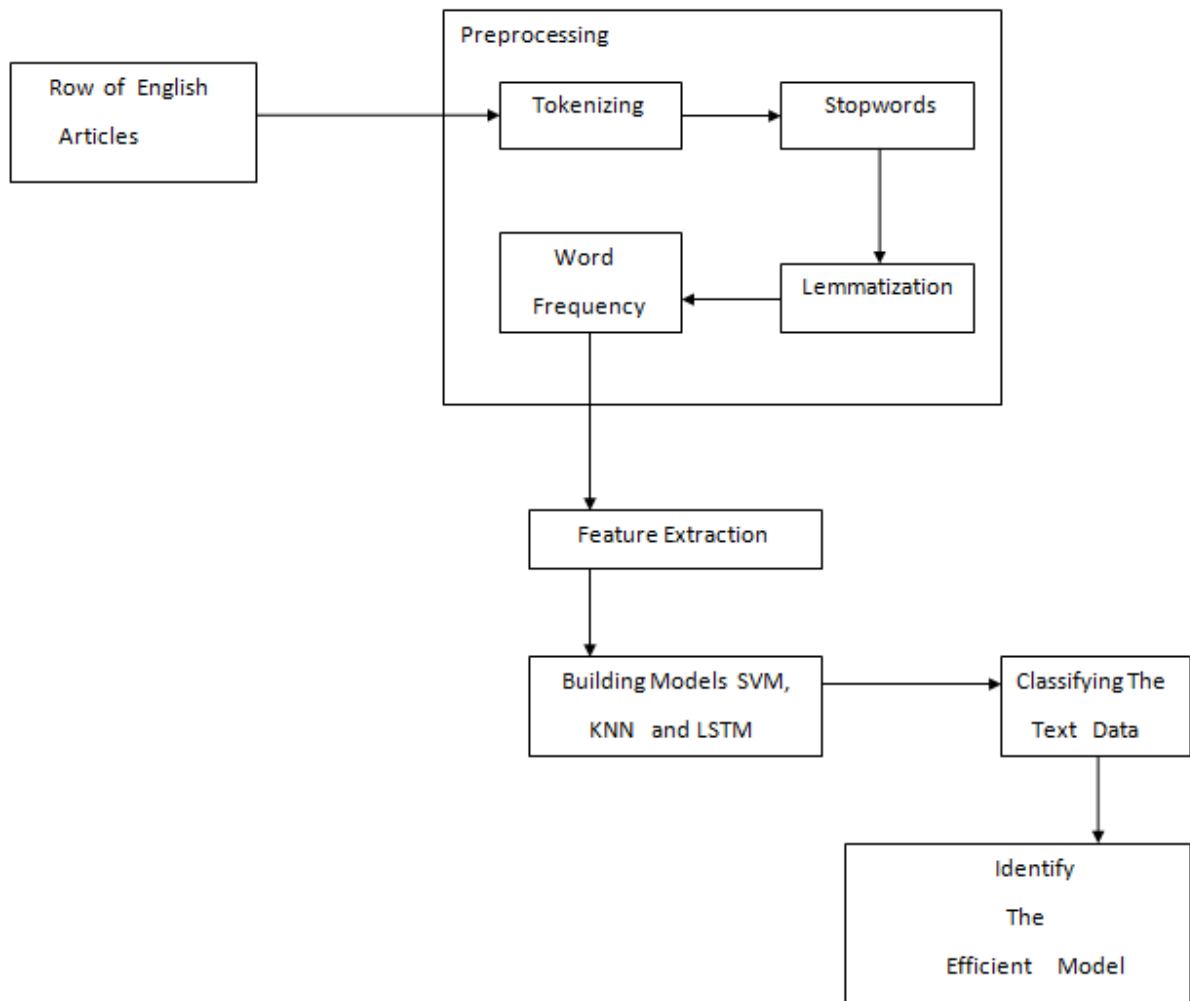 Preprocessing
Row of English
Articles
Tokenizing
Stopwords
Word
Frequency
Lemmatization
Feature Extraction
Building Models SVM,
KNN and LSTM
Classifying The
Text Data
Identify
The
Efficient Model